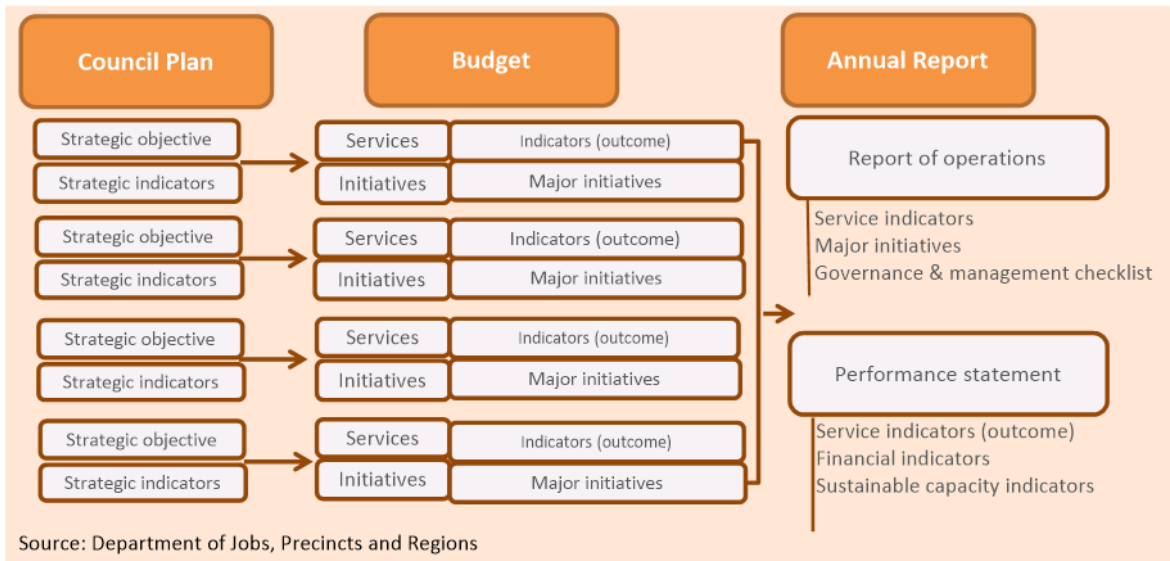 Council Plan
Budget
Annual Report
Strategic objective
Strategic indicators
Services
Indicators (outcome)
Initiatives
Major initiatives
Strategic objective
Strategic indicators
Services
Indicators (outcome)
Initiatives
Major initiatives
Strategic objective
Strategic indicators
Services
Indicators (outcome)
Initiatives
Major initiatives
Strategic objective
Strategic indicators
Services
Indicators (outcome)
Initiatives
Major initiatives
Report of operations
Service indicators
Major initiatives
Governance & management checklist
Performance statement
Service indicators (outcome)
Financial indicators
Sustainable capacity indicators
Source: Department of Jobs, Precincts and Regions